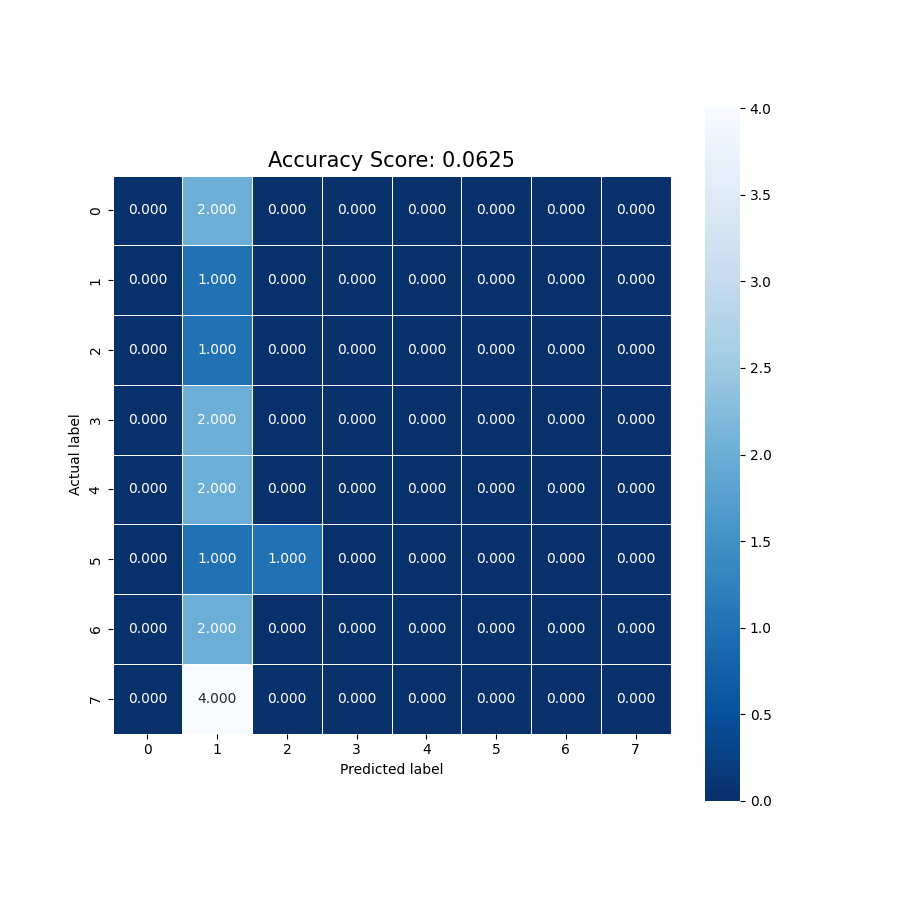 Accuracy Score: 0.0625
0 0.000 2.000 0.000 0.000 0.000 0.000 0.000 0.000
1 0.000 1.000 0.000 0.000 0.000 0.000 0.000 0.000
2 0.000 1.000 0.000 0.000 0.000 0.000 0.000 0.000
3 0.000 2.000 0.000 0.000 0.000 0.000 0.000 0.000
4 0.000 2.000 0.000 0.000 0.000 0.000 0.000 0.000
5 0.000 1.000 1.000 0.000 0.000 0.000 0.000 0.000
6 0.000 2.000 0.000 0.000 0.000 0.000 0.000 0.000
7 0.000 4.000 0.000 0.000 0.000 0.000 0.000 0.000
0 1 2 3 4 5 6 7
Predicted label
Actual label
4.0
3.5
3.0
2.5
2.0
1.5
1.0
0.5
0.0